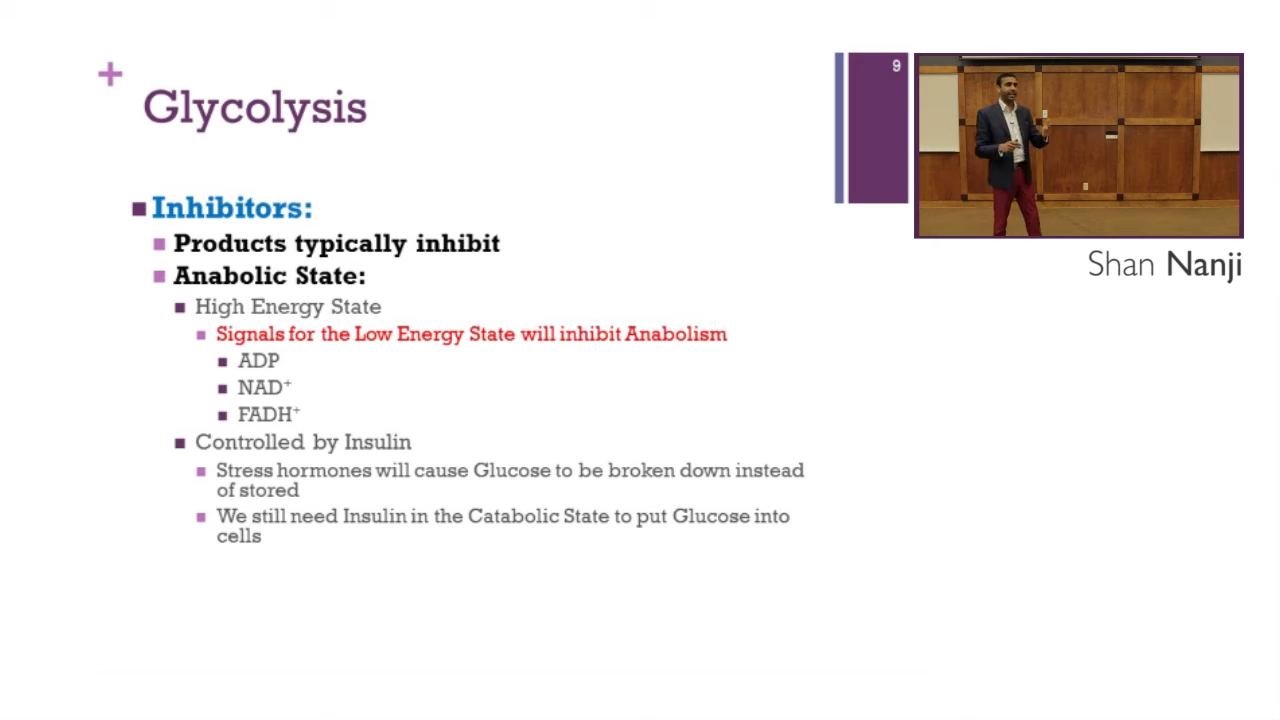 +
Glycolysis
9
Shan Nanji
Inhibitors:
Products typically inhibit
Anabolic State:
High Energy State
Signals for the Low Energy State will inhibit Anabolism
ADP
NAD⁺
FADH⁺
Controlled by Insulin
Stress hormones will cause Glucose to be broken down instead
of stored
We still need Insulin in the Catabolic State to put Glucose into
cells